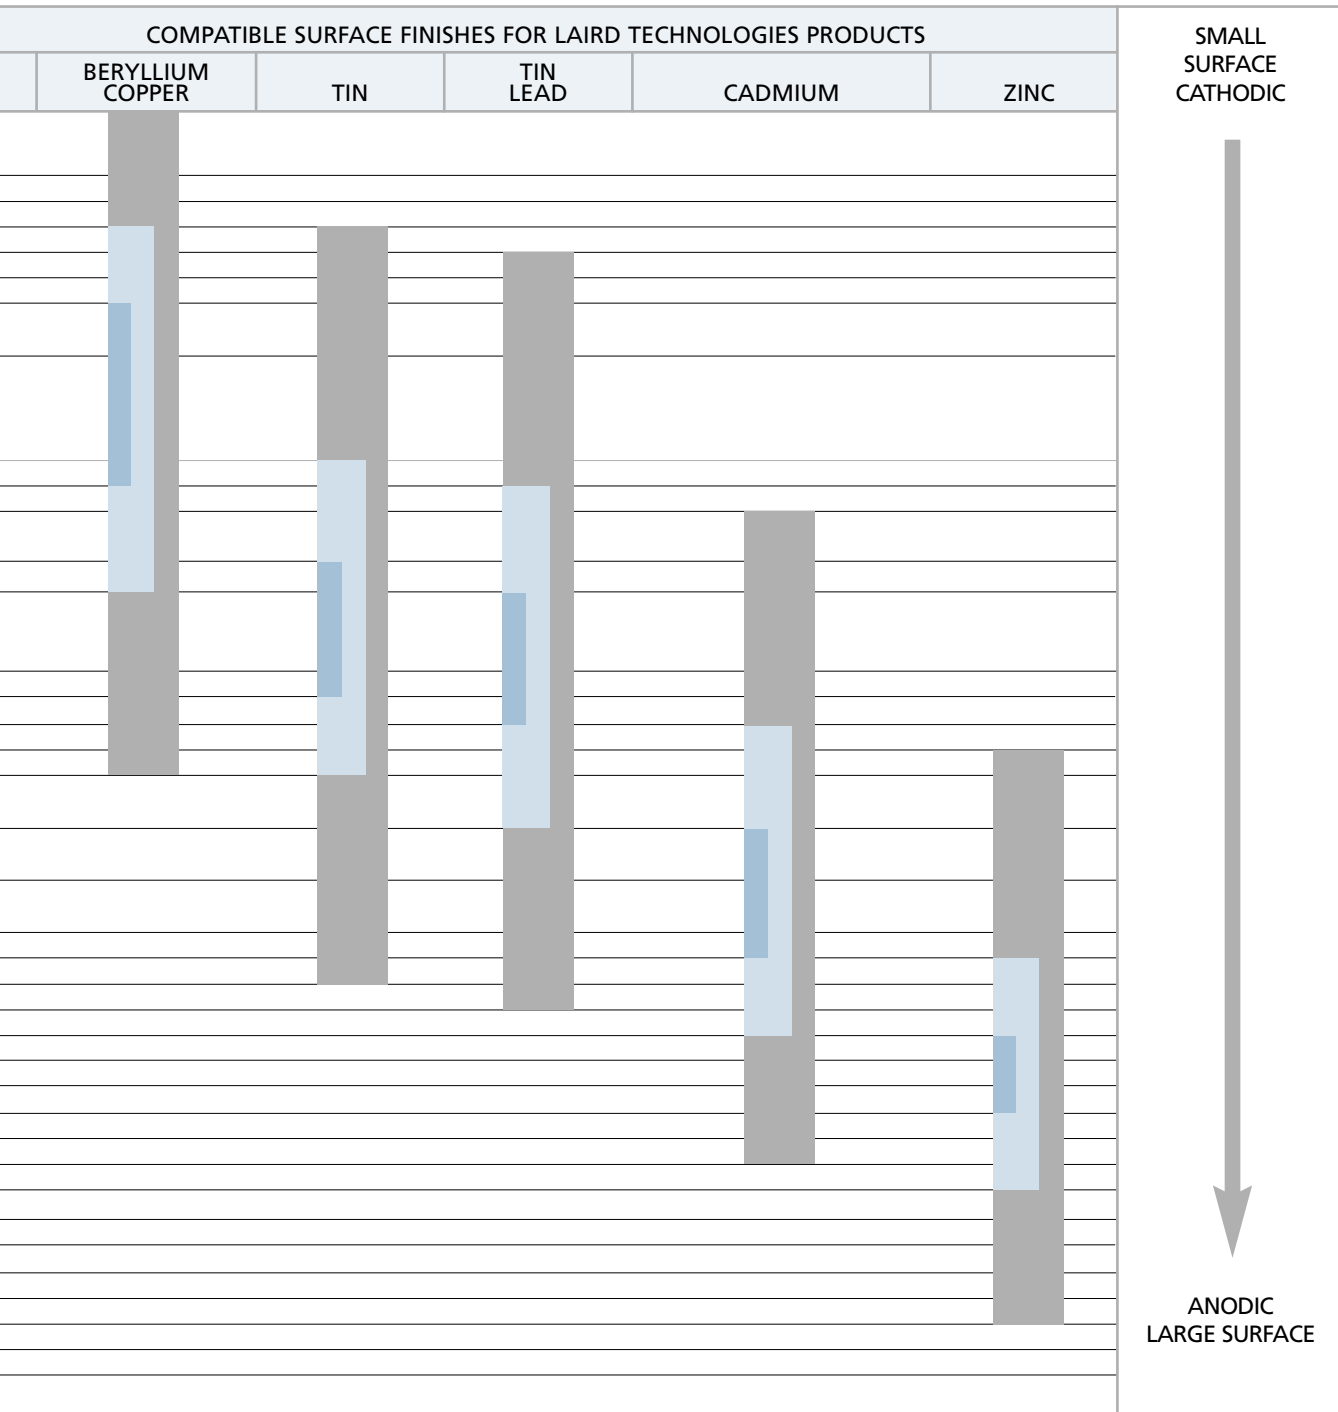 COMPATIBLE SURFACE FINISHES FOR LAIRD TECHNOLOGIES PRODUCTS
BERYLLIUM
COPPER
TIN
TIN
LEAD
CADMIUM
ZINC
SMALL
SURFACE
CATHODIC
ANODIC
LARGE SURFACE